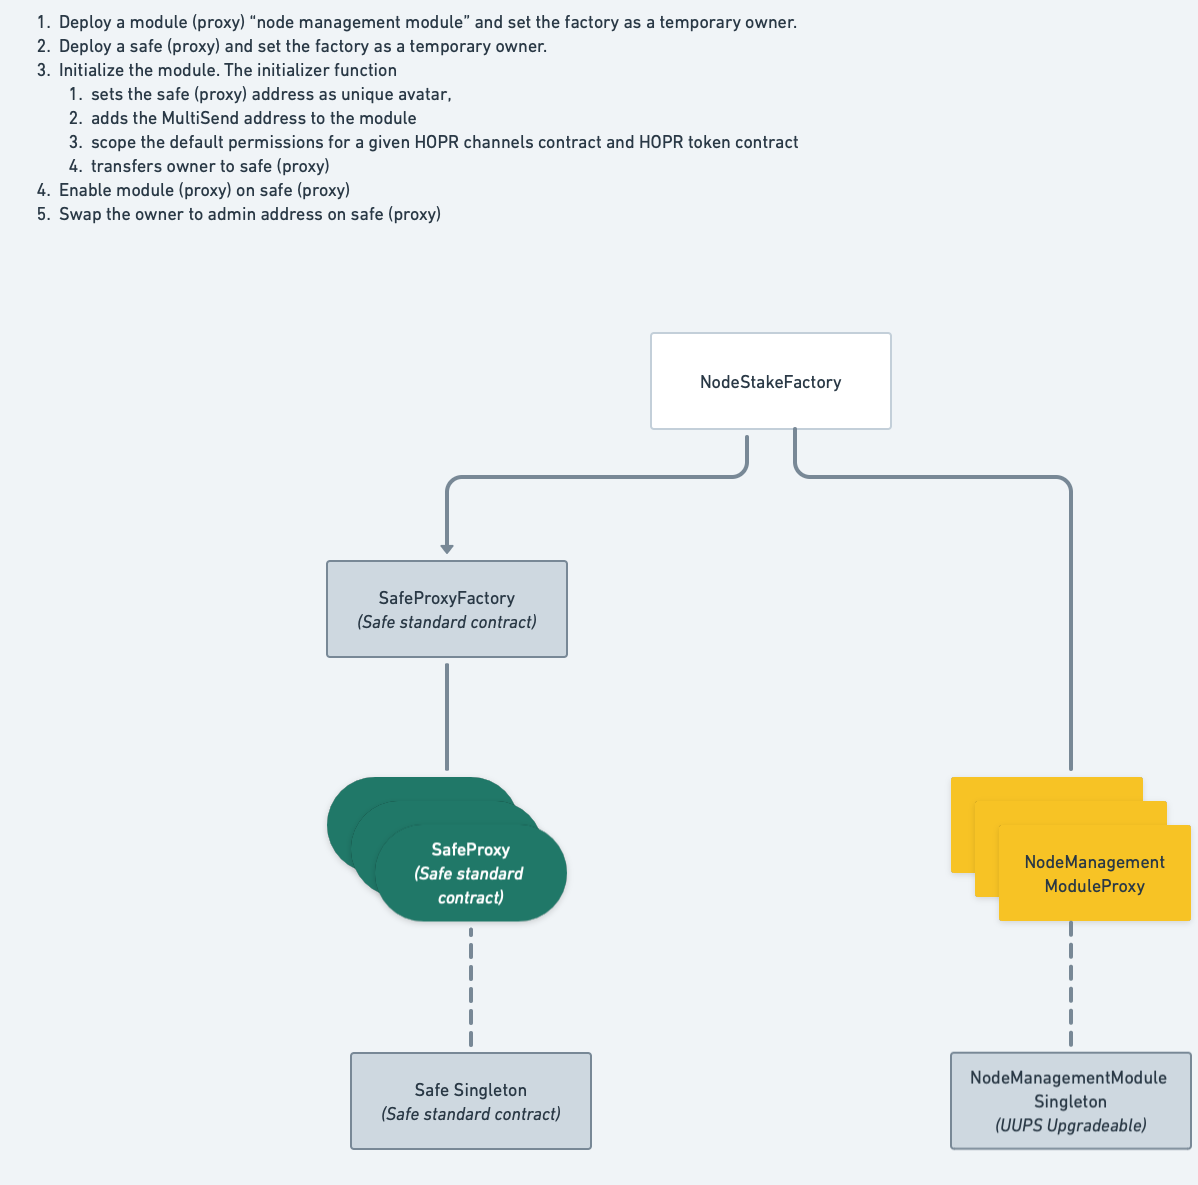 1. Deploy a module (proxy) “node management module” and set the factory as a temporary owner.
2. Deploy a safe (proxy) and set the factory as a temporary owner.
3. Initialize the module. The initializer function
1. sets the safe (proxy) address as unique avatar,
2. adds the MultiSend address to the module
3. scope the default permissions for a given HOPR channels contract and HOPR token contract
4. transfers owner to safe (proxy)
4. Enable module (proxy) on safe (proxy)
5. Swap the owner to admin address on safe (proxy)
NodeStakeFactory
SafeProxyFactory
(Safe standard contract)
SafeProxy
(Safe standard
contract)
NodeManagement
ModuleProxy
Safe Singleton
(Safe standard contract)
NodeManagementModule
Singleton
(UUPS Upgradeable)